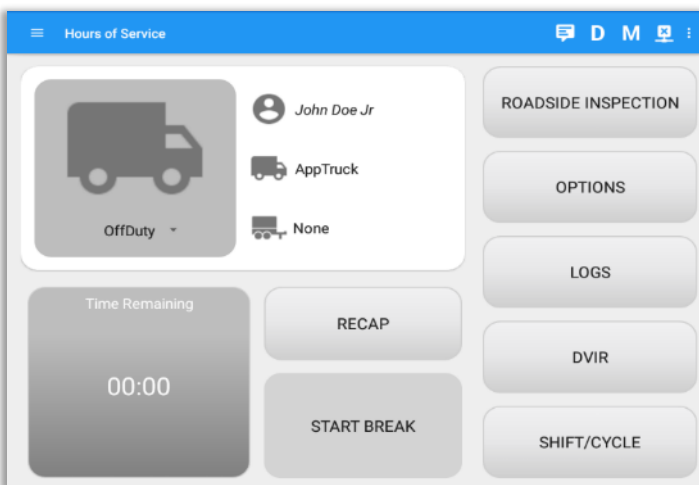 Hours of Service
D M
John Doe Jr
AppTruck
None
OffDuty
Time Remaining
00:00
RECAP
START BREAK
ROADSIDE INSPECTION
OPTIONS
LOGS
DVIR
SHIFT/CYCLE